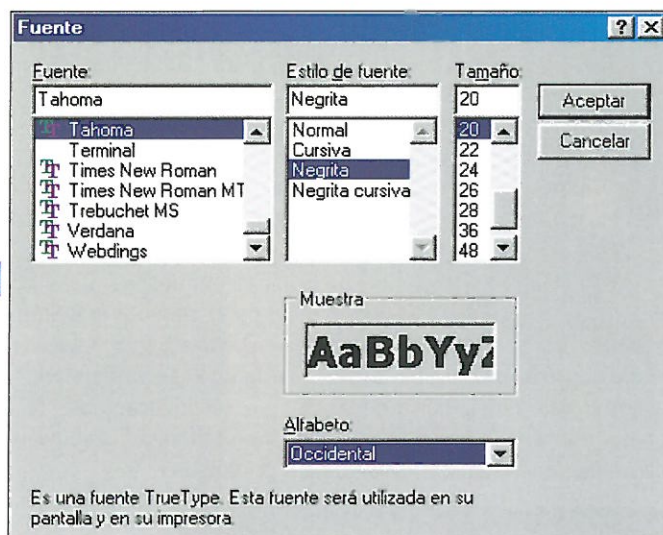 Fuente
Fuente:
Tahoma
Tahoma
Terminal
Times New Roman
Times New Roman MT
Trebuchet MS
Verdana
Webdings
Estilo de fuente:
Negrita
Normal
Cursiva
Negrita
Negrita cursiva
Tamaño:
20
20
22
24
26
28
36
48
Aceptar
Cancelar
Muestra
AaBbYyZ
Alfabeto:
Occidental
Es una fuente TrueType. Esta fuente será utilizada en su
pantalla y en su impresora.